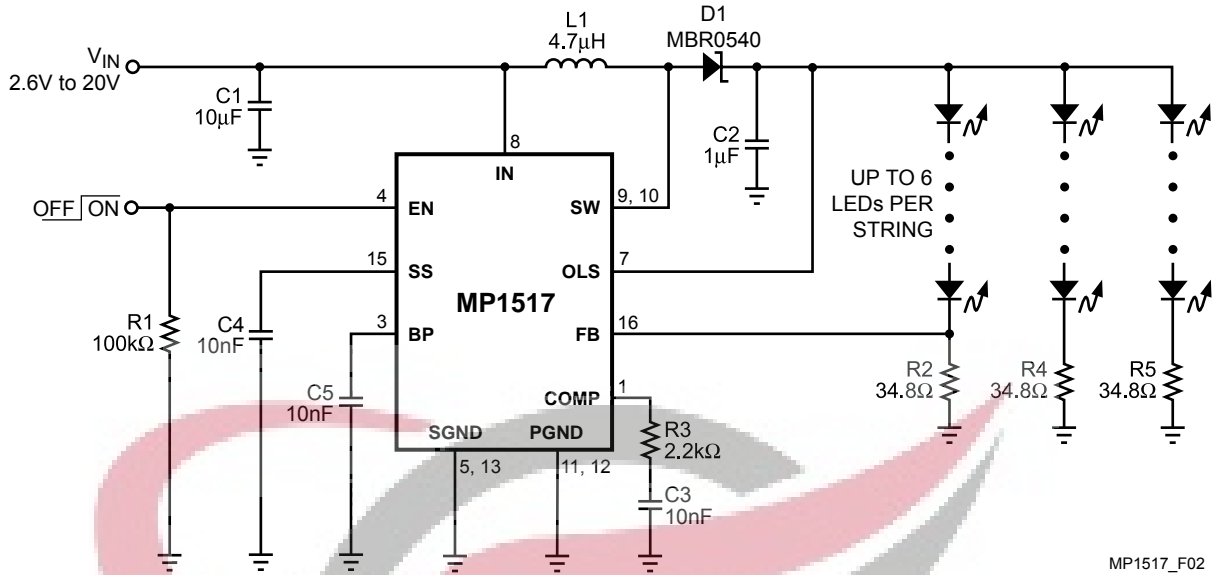 L1
4.7µH
D1
MBR0540
VIN
2.6V to 20V
C1
10µF
C2
1µF
8
IN
OFF ON
4
EN
SW
9, 10
UP TO 6
LEDs PER
STRING
15
SS
OLS
7
MP1517
R1
100kΩ
C4
10nF
3
BP
FB
16
C5
10nF
COMP
1
R2
34.8Ω
R4
34.8Ω
R5
34.8Ω
R3
2.2kΩ
SGND
PGND
5, 13
11, 12
C3
10nF
MP1517_F02